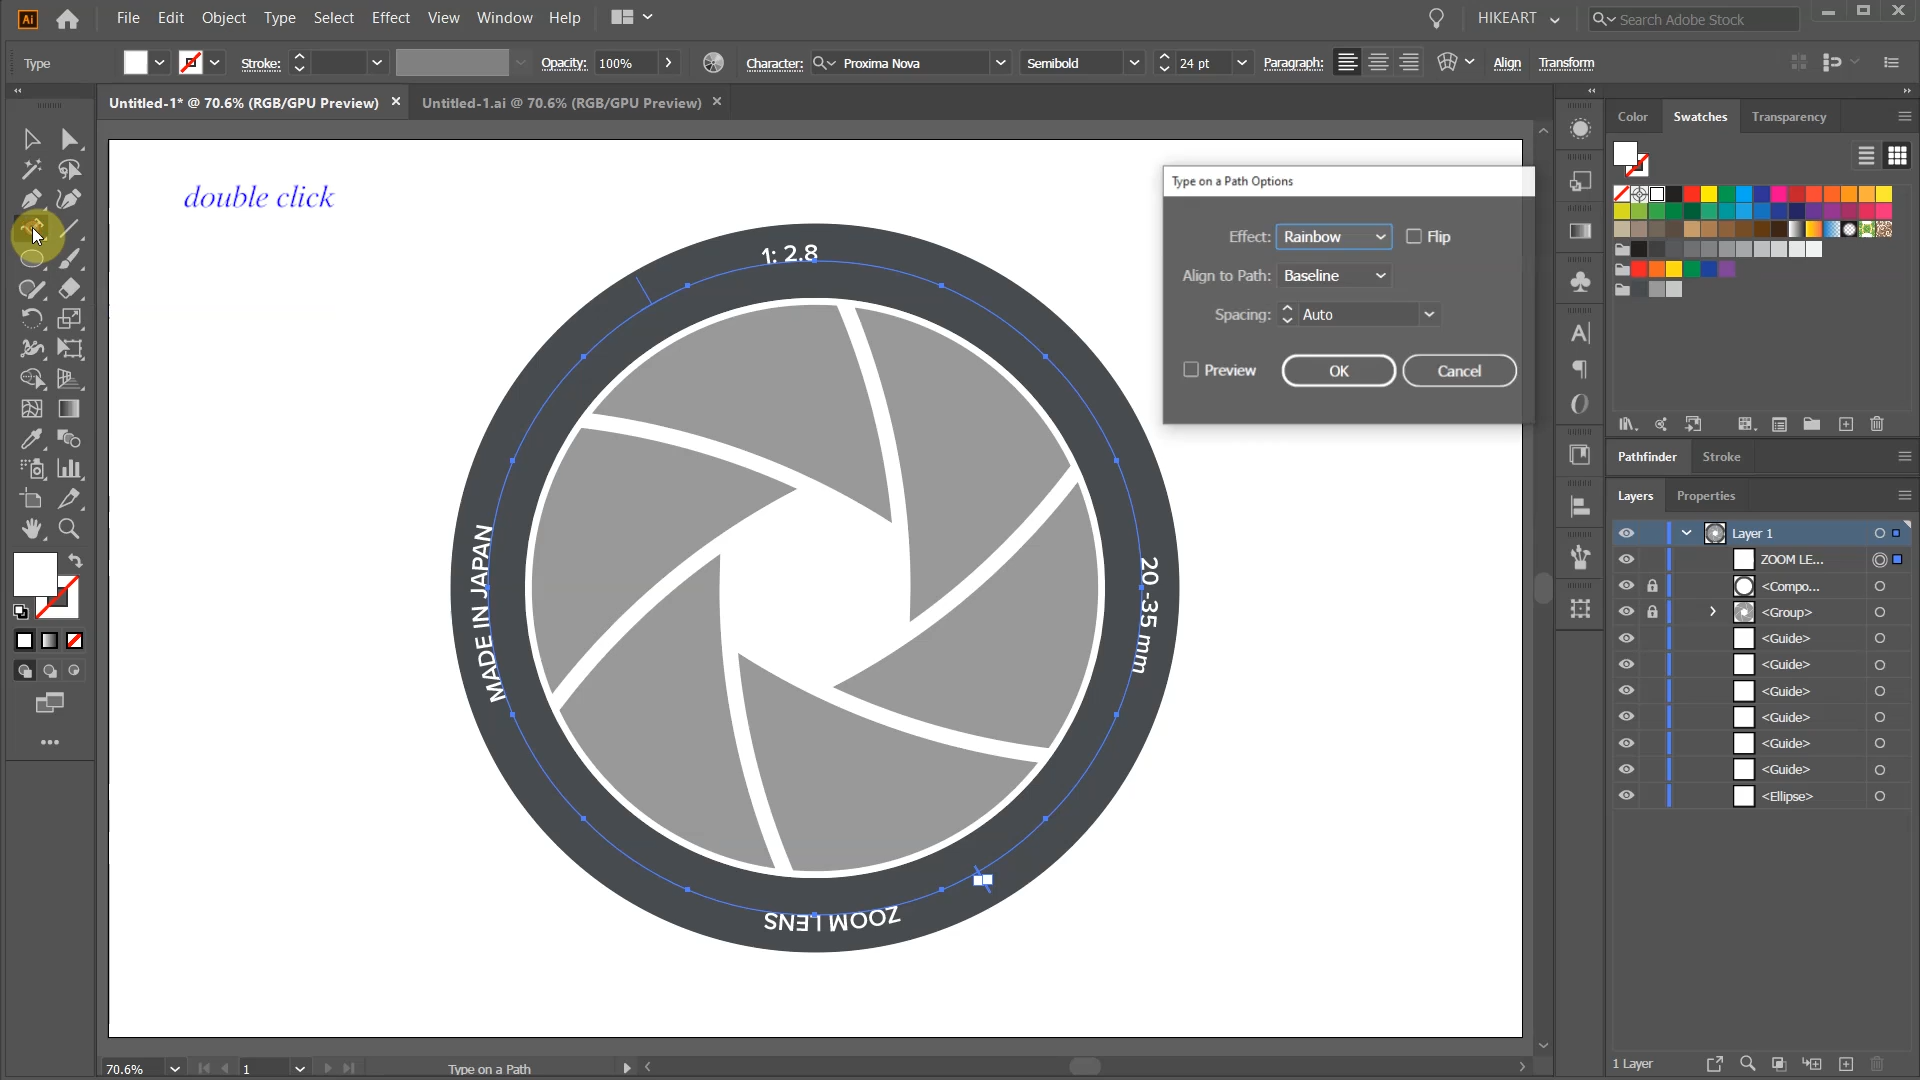 Ai File Edit Object Type Select Effect View Window Help HIKEART Search Adobe Stock
Type Stroke: Opacity: 100% Character: Proxima Nova Semibold 24 pt Paragraph: Align Transform
Untitled-1* @ 70.6% (RGB/GPU Preview) × Untitled-1.ai @ 70.6% (RGB/GPU Preview) ×
Color Swatches Transparency
double click
Type on a Path Options
Effect: Rainbow Flip
Align to Path: Baseline
Spacing: Auto
Preview OK Cancel
1: 2.8
MADE IN JAPAN
20 -35 mm
ZOOM LENS
Pathfinder Stroke
Layers Properties
Layer 1
ZOOM LE...
<Compo...
<Group>
<Guide>
<Guide>
<Guide>
<Guide>
<Guide>
<Guide>
<Ellipse>
1 Layer
70.6% 1 Type on a Path